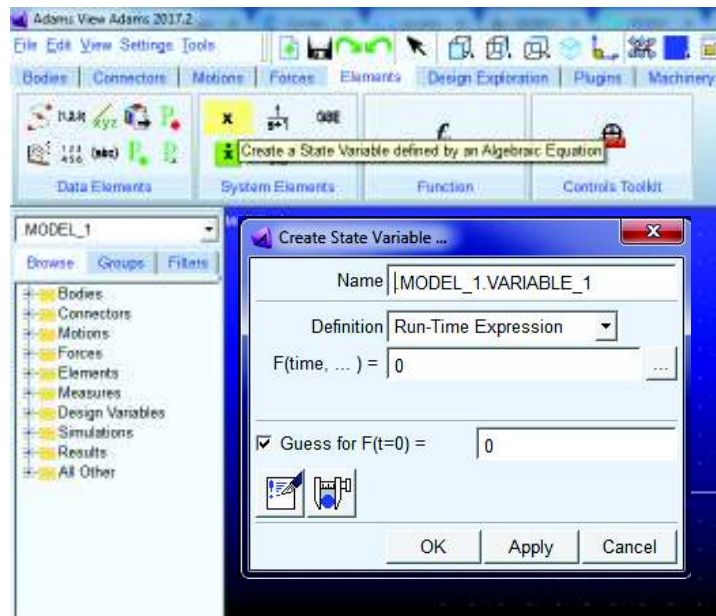 Adams View Adams 2017.2
File Edit View Settings Tools
Bodies Connectors Motions Forces Elements Design Exploration Plugins Machinery
Create a State Variable defined by an Algebraic Equation
Data Elements System Elements Function Controls Toolkit
MODEL_1
Browse Groups Filters
Bodies
Connectors
Motions
Forces
Elements
Measures
Design Variables
Simulations
Results
All Other
Create State Variable ...
Name .MODEL_1.VARIABLE_1
Definition Run-Time Expression
F(time, ... ) = 0 ...
Guess for F(t=0) = 0
OK Apply Cancel